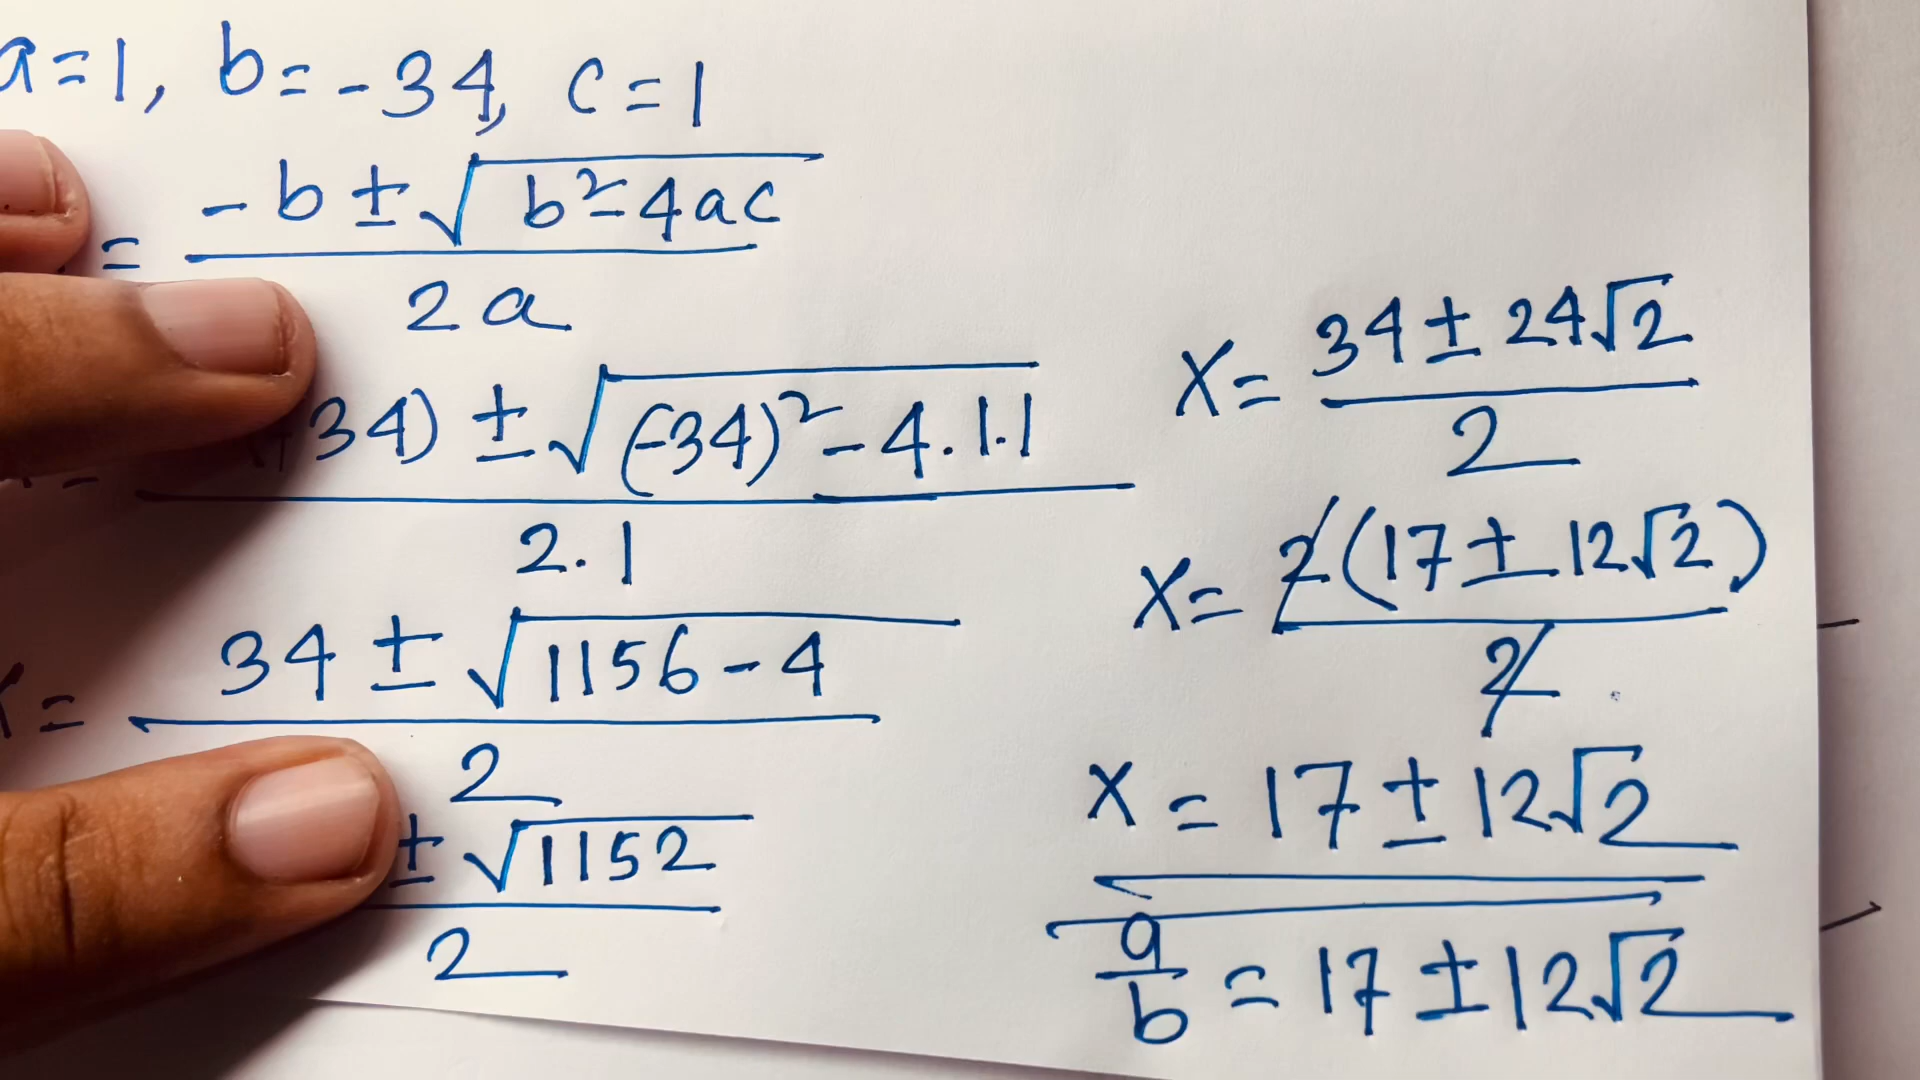 a=1, b=-34, c=1
= -b ± √(b²-4ac) / 2a
34) ± √((-34)² - 4.1.1) / 2.1
x = 34 ± √(1156-4) / 2
± √1152 / 2
x = 34 ± 24√2 / 2
x = 2(17 ± 12√2) / 2
x = 17 ± 12√2
a/b = 17 ± 12√2